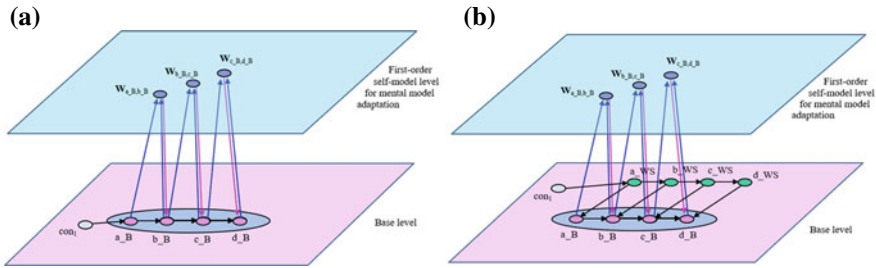 (a)
W_c_B,d_B
W_b_B,c_B
W_a_B,b_B
First-order
self-model level
for mental model
adaptation
con1
a_B
b_B
c_B
d_B
Base level
(b)
W_c_B,d_B
W_b_B,c_B
W_a_B,b_B
First-order
self-model level
for mental model
adaptation
a_WS
b_WS
c_WS
d_WS
con1
a_B
b_B
c_B
d_B
Base level